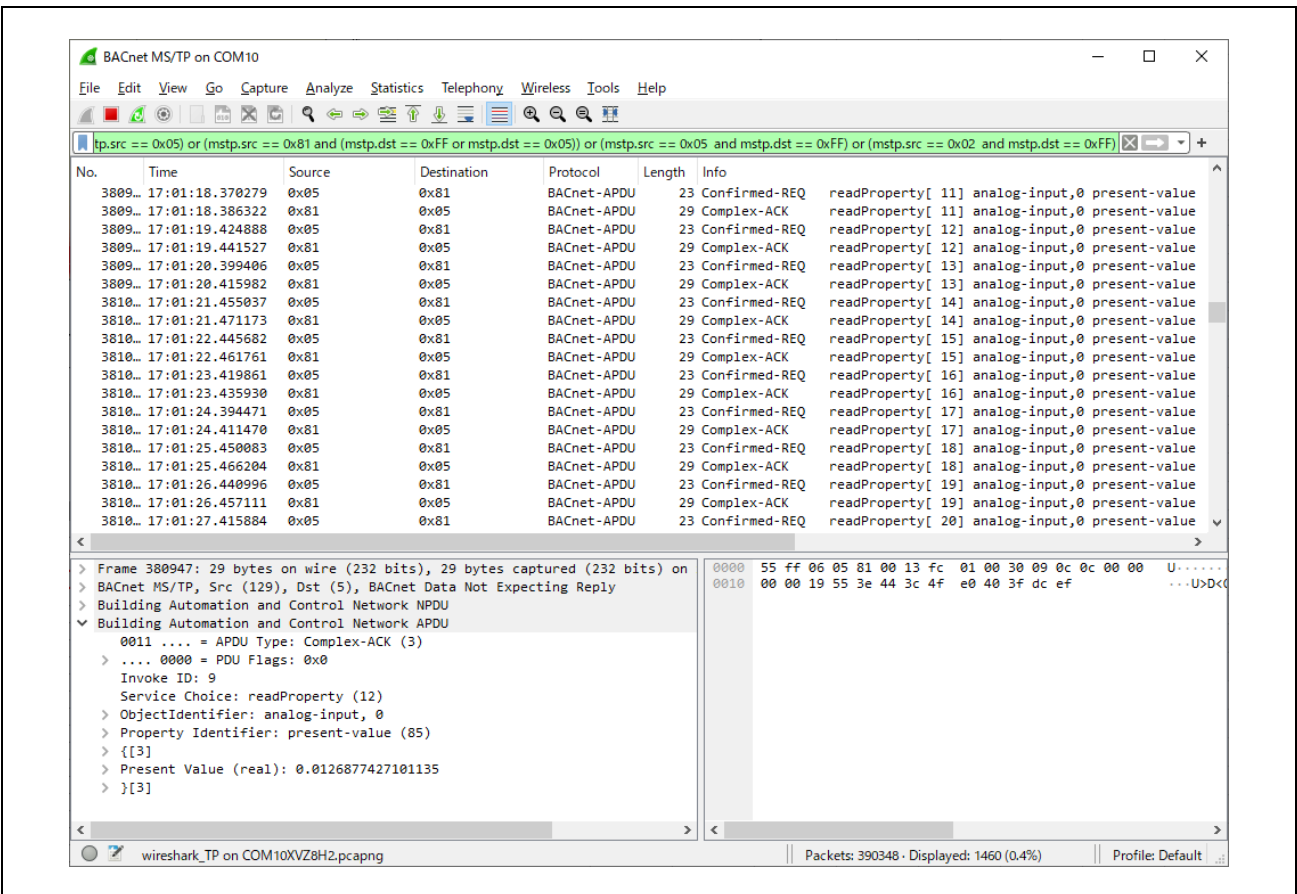 BACnet MS/TP on COM10
File Edit View Go Capture Analyze Statistics Telephony Wireless Tools Help
tp.src == 0x05) or (mstp.src == 0x81 and (mstp.dst == 0xFF or mstp.dst == 0x05)) or (mstp.src == 0x05 and mstp.dst == 0xFF) or (mstp.src == 0x02 and mstp.dst == 0xFF) +
No. Time Source Destination Protocol Length Info
3809… 17:01:18.370279 0x05 0x81 BACnet-APDU 23 Confirmed-REQ readProperty[ 11] analog-input,0 present-value
3809… 17:01:18.386322 0x81 0x05 BACnet-APDU 29 Complex-ACK readProperty[ 11] analog-input,0 present-value
3809… 17:01:19.424888 0x05 0x81 BACnet-APDU 23 Confirmed-REQ readProperty[ 12] analog-input,0 present-value
3809… 17:01:19.441527 0x81 0x05 BACnet-APDU 29 Complex-ACK readProperty[ 12] analog-input,0 present-value
3809… 17:01:20.399406 0x05 0x81 BACnet-APDU 23 Confirmed-REQ readProperty[ 13] analog-input,0 present-value
3809… 17:01:20.415982 0x81 0x05 BACnet-APDU 29 Complex-ACK readProperty[ 13] analog-input,0 present-value
3810… 17:01:21.455037 0x05 0x81 BACnet-APDU 23 Confirmed-REQ readProperty[ 14] analog-input,0 present-value
3810… 17:01:21.471173 0x81 0x05 BACnet-APDU 29 Complex-ACK readProperty[ 14] analog-input,0 present-value
3810… 17:01:22.445682 0x05 0x81 BACnet-APDU 23 Confirmed-REQ readProperty[ 15] analog-input,0 present-value
3810… 17:01:22.461761 0x81 0x05 BACnet-APDU 29 Complex-ACK readProperty[ 15] analog-input,0 present-value
3810… 17:01:23.419861 0x05 0x81 BACnet-APDU 23 Confirmed-REQ readProperty[ 16] analog-input,0 present-value
3810… 17:01:23.435930 0x81 0x05 BACnet-APDU 29 Complex-ACK readProperty[ 16] analog-input,0 present-value
3810… 17:01:24.394471 0x05 0x81 BACnet-APDU 23 Confirmed-REQ readProperty[ 17] analog-input,0 present-value
3810… 17:01:24.411470 0x81 0x05 BACnet-APDU 29 Complex-ACK readProperty[ 17] analog-input,0 present-value
3810… 17:01:25.450083 0x05 0x81 BACnet-APDU 23 Confirmed-REQ readProperty[ 18] analog-input,0 present-value
3810… 17:01:25.466204 0x81 0x05 BACnet-APDU 29 Complex-ACK readProperty[ 18] analog-input,0 present-value
3810… 17:01:26.440996 0x05 0x81 BACnet-APDU 23 Confirmed-REQ readProperty[ 19] analog-input,0 present-value
3810… 17:01:26.457111 0x81 0x05 BACnet-APDU 29 Complex-ACK readProperty[ 19] analog-input,0 present-value
3810… 17:01:27.415884 0x05 0x81 BACnet-APDU 23 Confirmed-REQ readProperty[ 20] analog-input,0 present-value
> Frame 380947: 29 bytes on wire (232 bits), 29 bytes captured (232 bits) on
> BACnet MS/TP, Src (129), Dst (5), BACnet Data Not Expecting Reply
> Building Automation and Control Network NPDU
Building Automation and Control Network APDU
0011 .... = APDU Type: Complex-ACK (3)
> .... 0000 = PDU Flags: 0x0
Invoke ID: 9
Service Choice: readProperty (12)
> ObjectIdentifier: analog-input, 0
> Property Identifier: present-value (85)
> {[3]
> Present Value (real): 0.0126877427101135
> }[3]
0000 55 ff 06 05 81 00 13 fc 01 00 30 09 0c 0c 00 00 U······
0010 00 00 19 55 3e 44 3c 4f e0 40 3f dc ef ···U>D<O
wireshark_TP on COM10XVZ8H2.pcapng
Packets: 390348 · Displayed: 1460 (0.4%)
Profile: Default